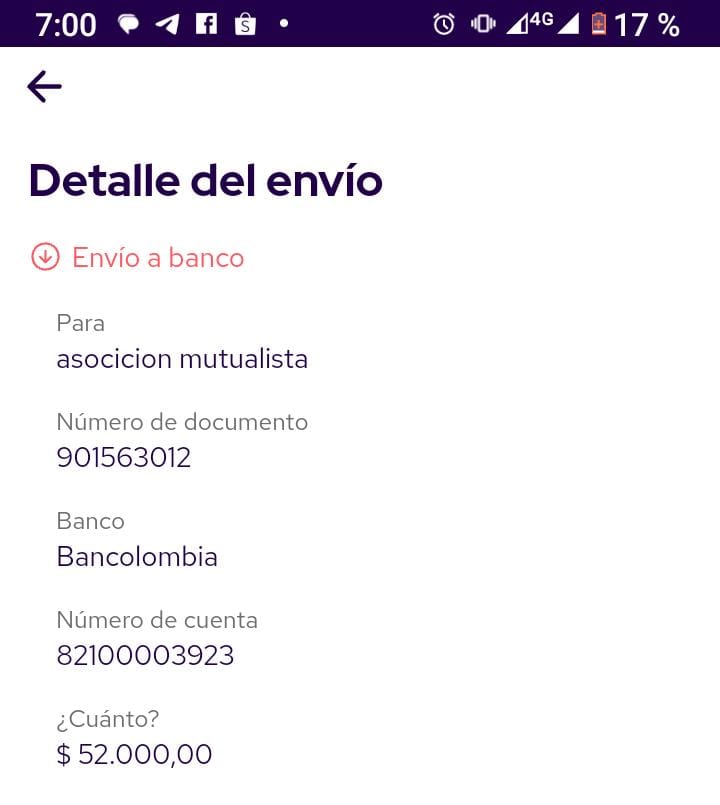 7:00 4G 17 %
Detalle del envío
Envío a banco
Para
asocicion mutualista
Número de documento
901563012
Banco
Bancolombia
Número de cuenta
82100003923
¿Cuánto?
$ 52.000,00